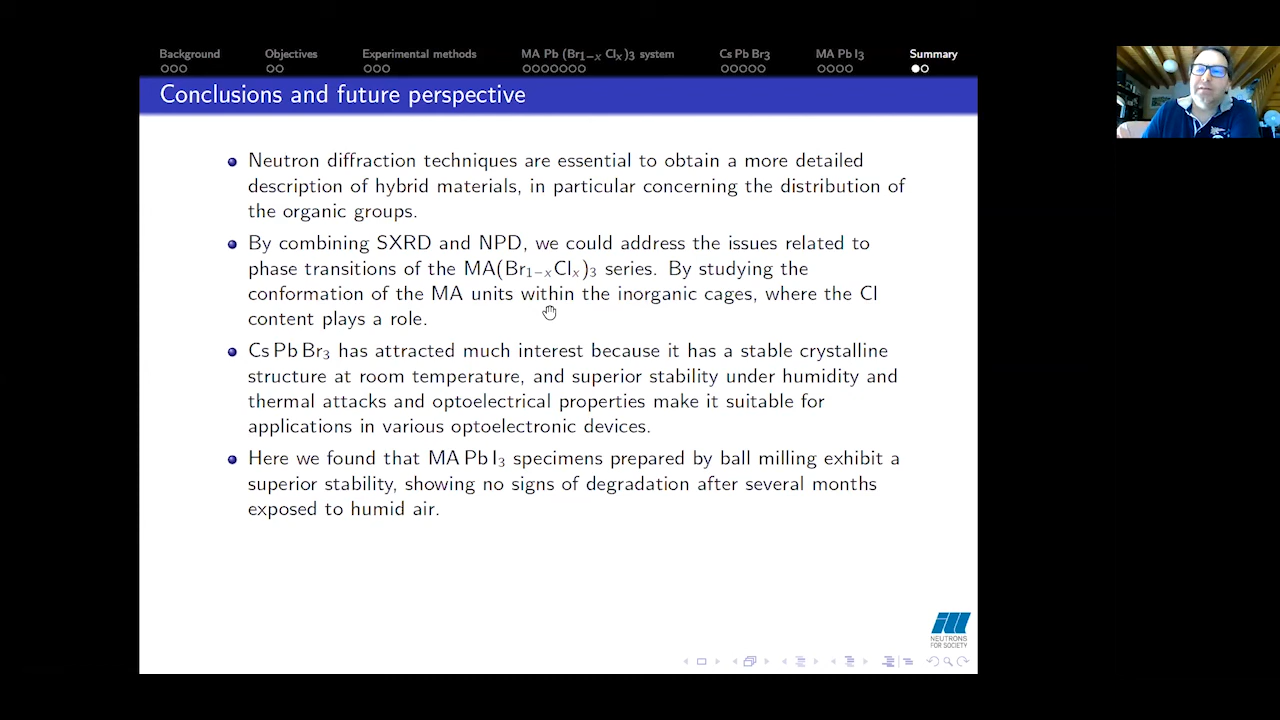 Background Objectives Experimental methods MA Pb (Br₁₋ₓ Clₓ)₃ system Cs Pb Br₃ MA Pb I₃ Summary
Conclusions and future perspective
Neutron diffraction techniques are essential to obtain a more detailed
description of hybrid materials, in particular concerning the distribution of
the organic groups.
By combining SXRD and NPD, we could address the issues related to
phase transitions of the MA(Br₁₋ₓClₓ)₃ series. By studying the
conformation of the MA units within the inorganic cages, where the Cl
content plays a role.
Cs Pb Br₃ has attracted much interest because it has a stable crystalline
structure at room temperature, and superior stability under humidity and
thermal attacks and optoelectrical properties make it suitable for
applications in various optoelectronic devices.
Here we found that MA Pb I₃ specimens prepared by ball milling exhibit a
superior stability, showing no signs of degradation after several months
exposed to humid air.
ill
NEUTRONS
FOR SOCIETY